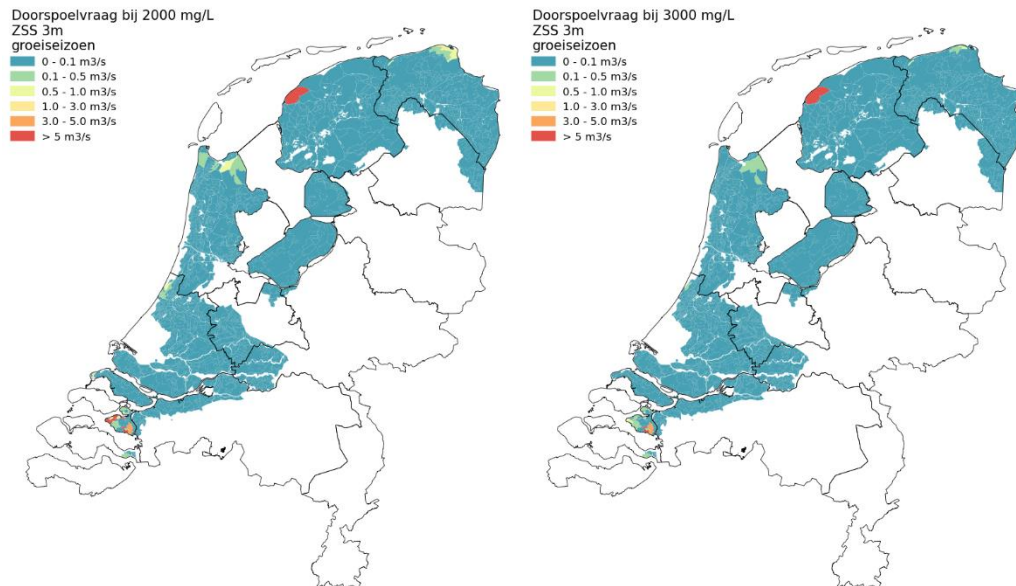 Doorspoelvraag bij 2000 mg/L
ZSS 3m
groeiseizoen
0 - 0.1 m3/s
0.1 - 0.5 m3/s
0.5 - 1.0 m3/s
1.0 - 3.0 m3/s
3.0 - 5.0 m3/s
> 5 m3/s
Doorspoelvraag bij 3000 mg/L
ZSS 3m
groeiseizoen
0 - 0.1 m3/s
0.1 - 0.5 m3/s
0.5 - 1.0 m3/s
1.0 - 3.0 m3/s
3.0 - 5.0 m3/s
> 5 m3/s